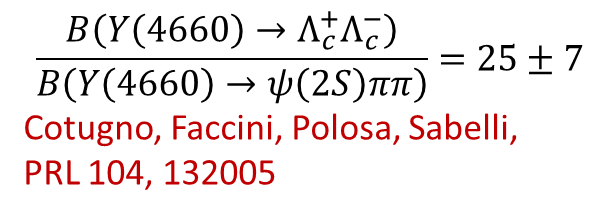 B(Y(4660) → Λc+Λc−)
B(Y(4660) → ψ(2S)ππ)
= 25 ± 7
Cotugno, Faccini, Polosa, Sabelli,
PRL 104, 132005